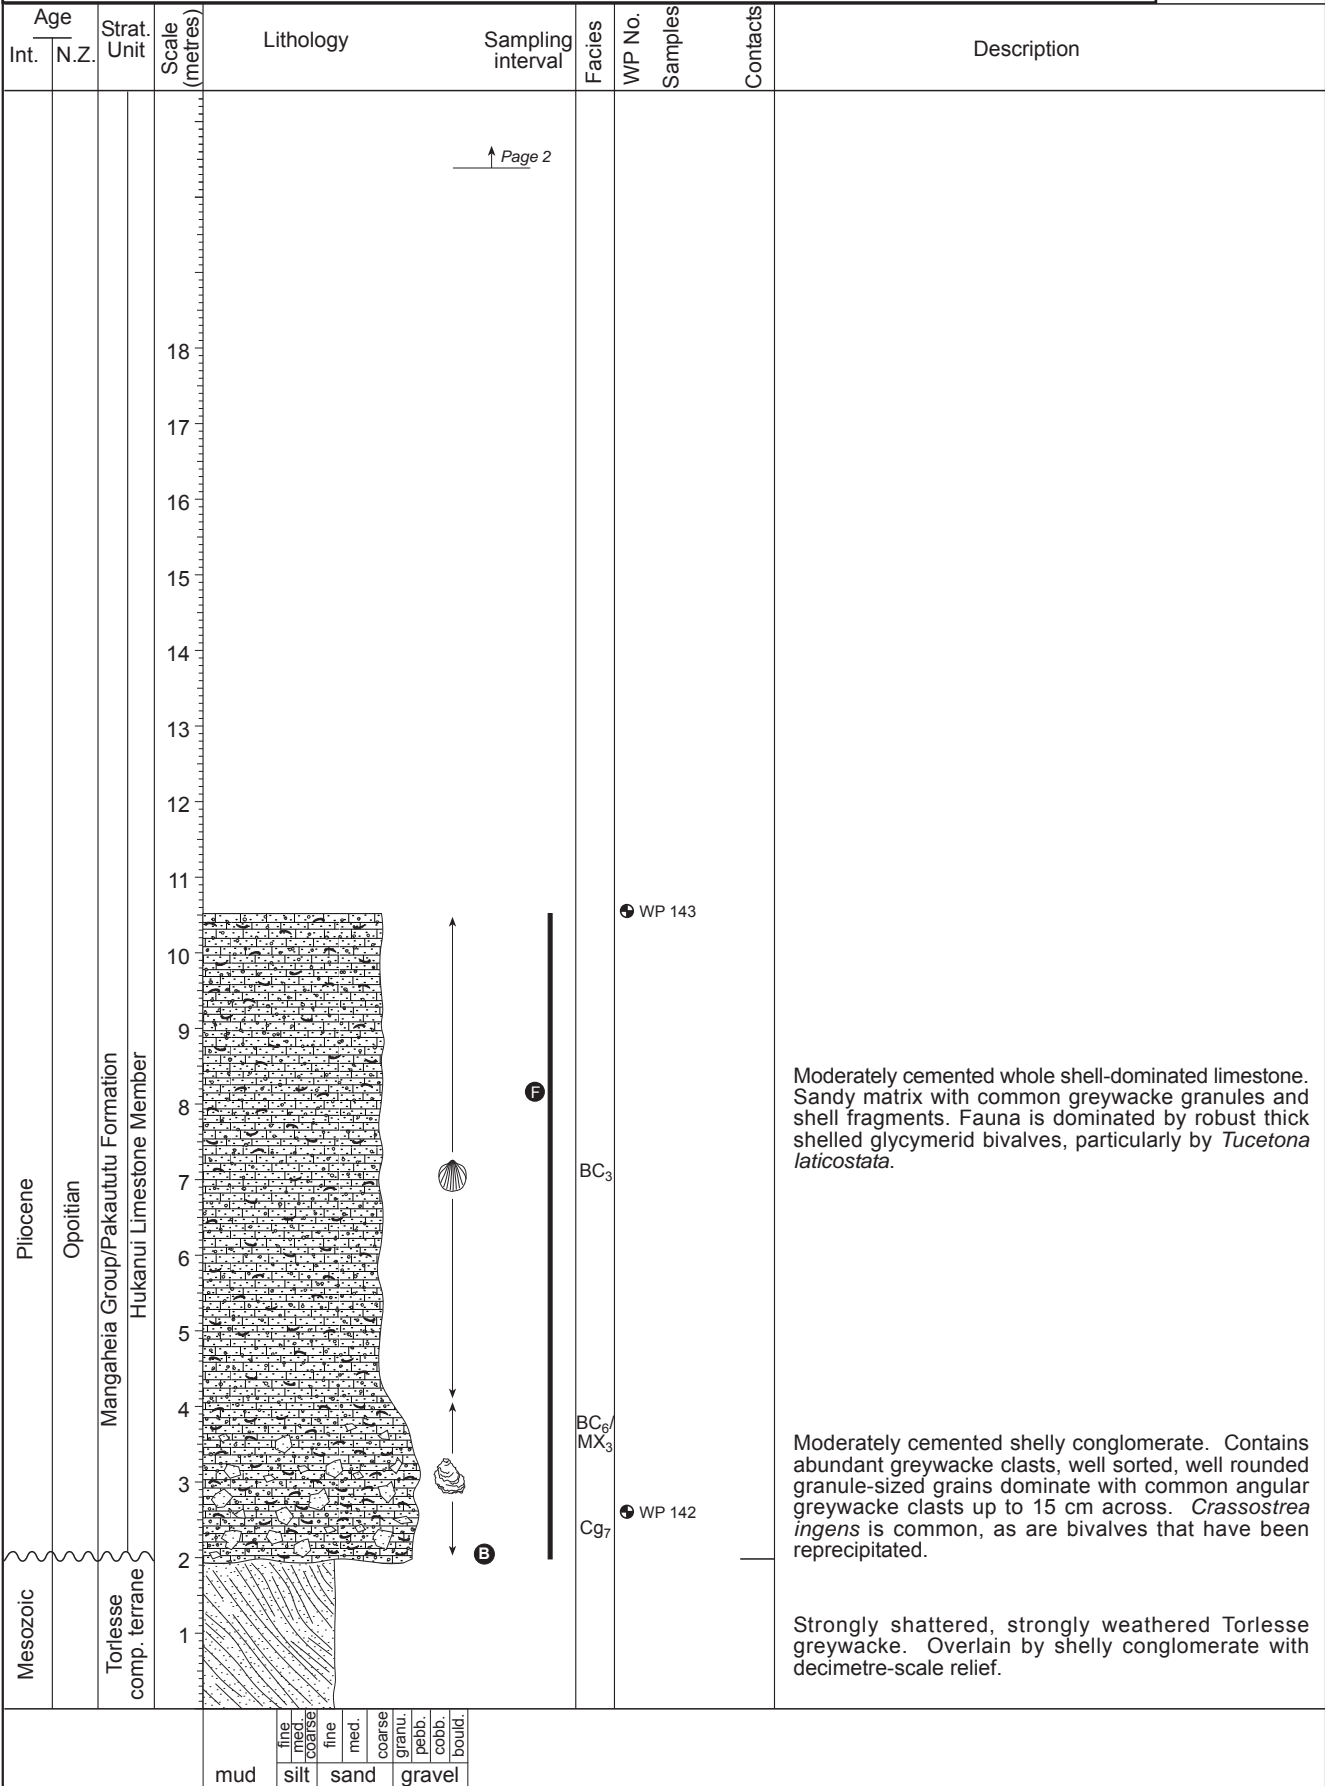 Age
Int.
N.Z.
Strat.
Unit
Scale
(metres)
Lithology
Sampling
interval
Facies
WP No.
Samples
Contacts
Description
Page 2
18
17
16
15
14
13
12
11
10
9
8
7
6
5
4
3
2
1
Pliocene
Opoitian
Mangaheia Group/Pakaututu Formation
Hukanui Limestone Member
Mesozoic
Torlesse
comp. terrane
F
B
BC3
BC6/
MX3
Cg7
WP 143
WP 142
Moderately cemented whole shell-dominated limestone.
Sandy matrix with common greywacke granules and
shell fragments. Fauna is dominated by robust thick
shelled glycymerid bivalves, particularly by Tucetona
laticostata.
Moderately cemented shelly conglomerate. Contains
abundant greywacke clasts, well sorted, well rounded
granule-sized grains dominate with common angular
greywacke clasts up to 15 cm across. Crassostrea
ingens is common, as are bivalves that have been
reprecipitated.
Strongly shattered, strongly weathered Torlesse
greywacke. Overlain by shelly conglomerate with
decimetre-scale relief.
fine
med.
coarse
fine
med.
coarse
granu.
pebb.
cobb.
bould.
mud
silt
sand
gravel